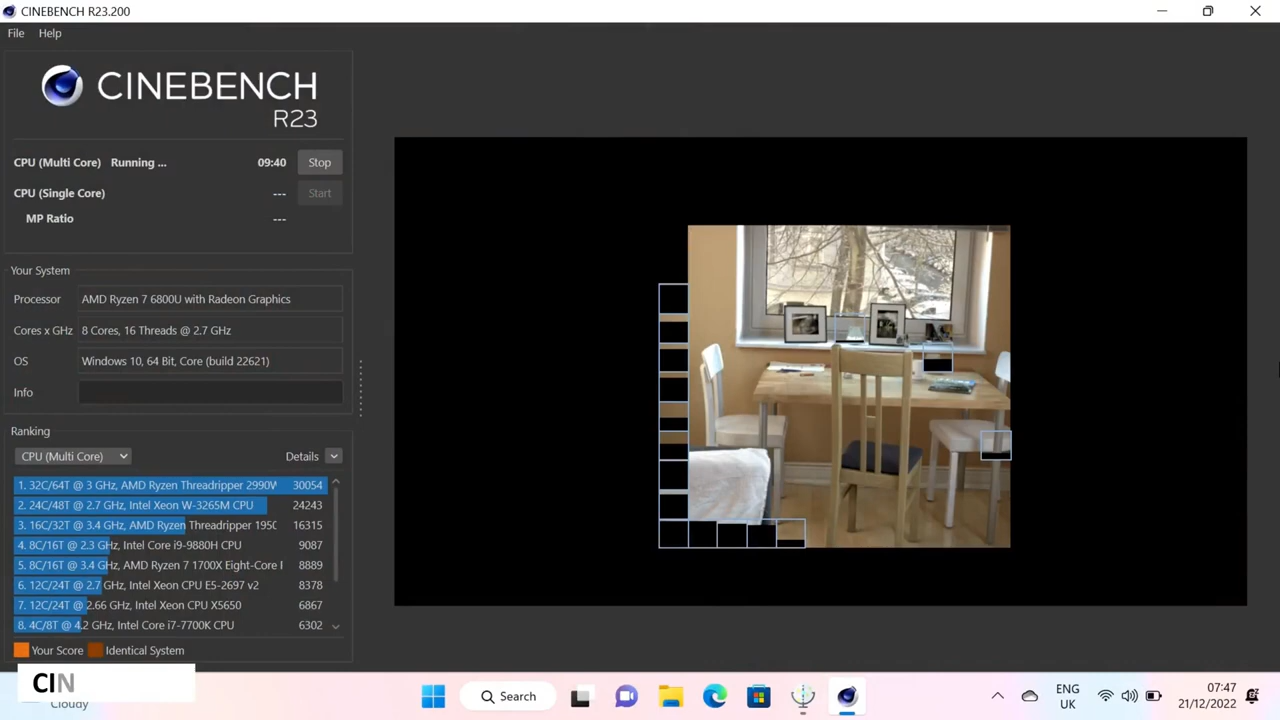 CINEBENCH R23.200
File Help
CINEBENCH
R23
CPU (Multi Core) Running ... 09:40 Stop
CPU (Single Core) --- Start
MP Ratio ---
Your System
Processor AMD Ryzen 7 6800U with Radeon Graphics
Cores x GHz 8 Cores, 16 Threads @ 2.7 GHz
OS Windows 10, 64 Bit, Core (build 22621)
Info
Ranking
CPU (Multi Core) Details
1. 32C/64T @ 3 GHz, AMD Ryzen Threadripper 2990W 30054
2. 24C/48T @ 2.7 GHz, Intel Xeon W-3265M CPU 24243
3. 16C/32T @ 3.4 GHz, AMD Ryzen Threadripper 1950 16315
4. 8C/16T @ 2.3 GHz, Intel Core i9-9880H CPU 9087
5. 8C/16T @ 3.4 GHz, AMD Ryzen 7 1700X Eight-Core 8889
6. 12C/24T @ 2.7 GHz, Intel Xeon CPU E5-2697 v2 8378
7. 12C/24T @ 2.66 GHz, Intel Xeon CPU X5650 6867
8. 4C/8T @ 4.2 GHz, Intel Core i7-7700K CPU 6302
Your Score Identical System
CIN
Cloudy
Search
ENG
UK
07:47
21/12/2022